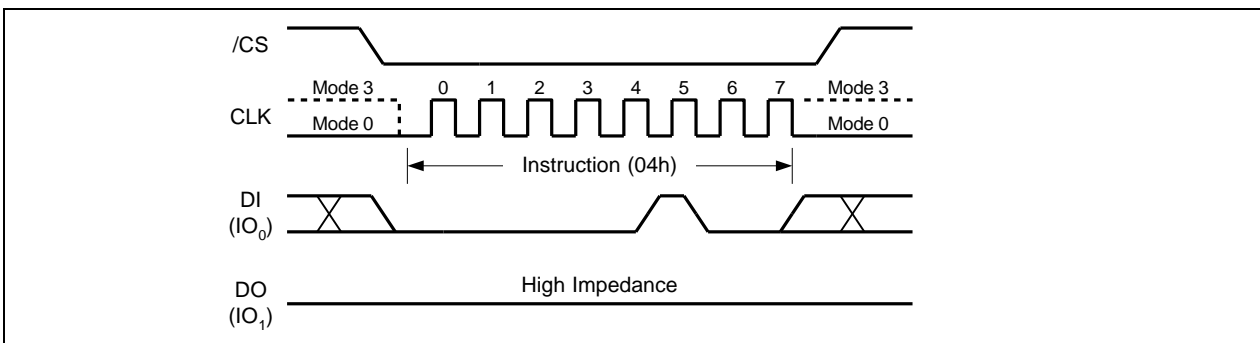 /CS
Mode 3 0 1 2 3 4 5 6 7 Mode 3
CLK
Mode 0 Mode 0
Instruction (04h)
DI
(IO₀)
High Impedance
DO
(IO₁)